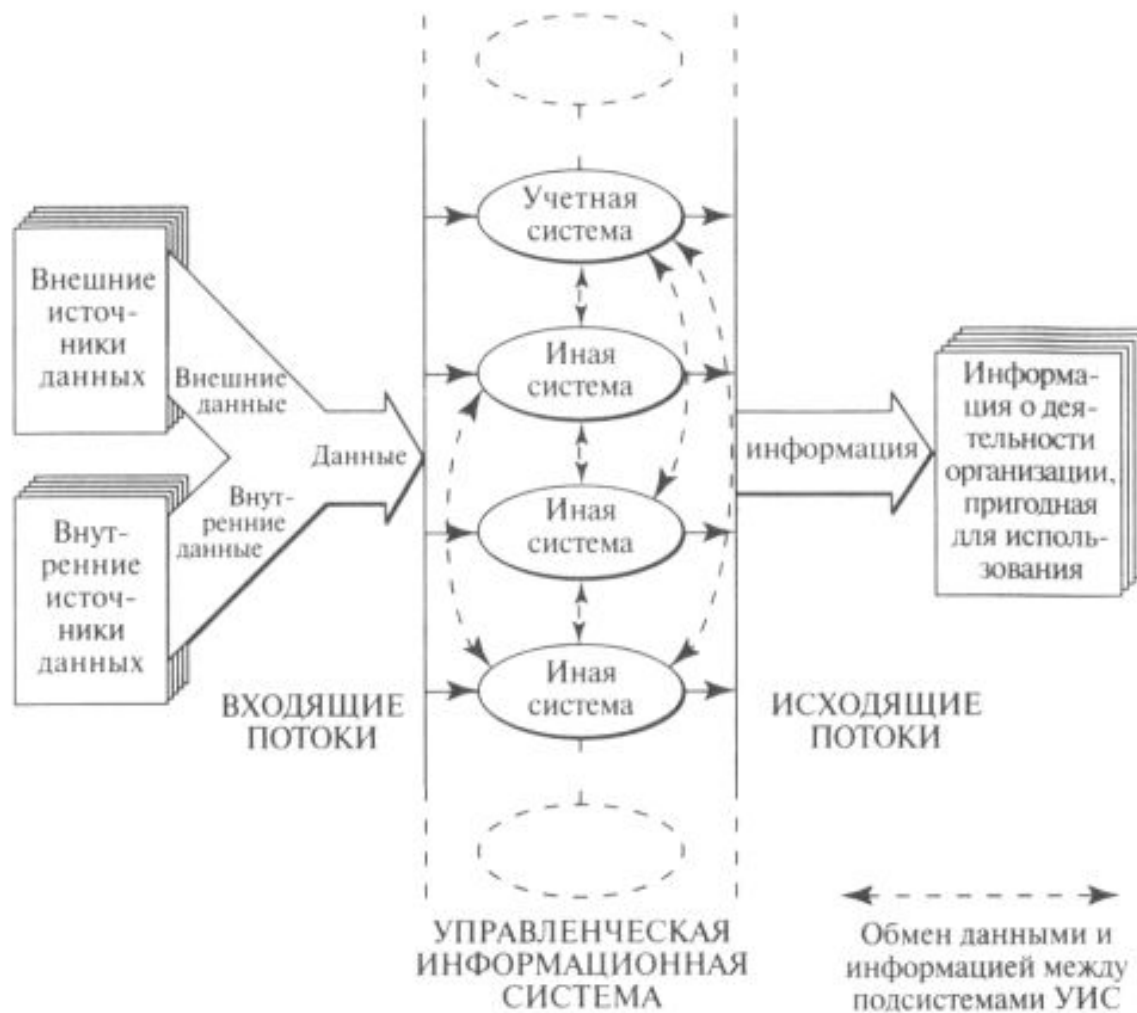 Внешние
источ-
ники
данных
Внешние
данные
Данные
Внут-
ренние
данные
Внут-
ренние
источ-
ники
данных
ВХОДЯЩИЕ
ПОТОКИ
Учетная
система
Иная
система
Иная
система
Иная
система
УПРАВЛЕНЧЕСКАЯ
ИНФОРМАЦИОННАЯ
СИСТЕМА
информация
ИСХОДЯЩИЕ
ПОТОКИ
Информа-
ция о дея-
тельности
организации,
пригодная
для исполь-
зования
Обмен данными и
информацией между
подсистемами УИС